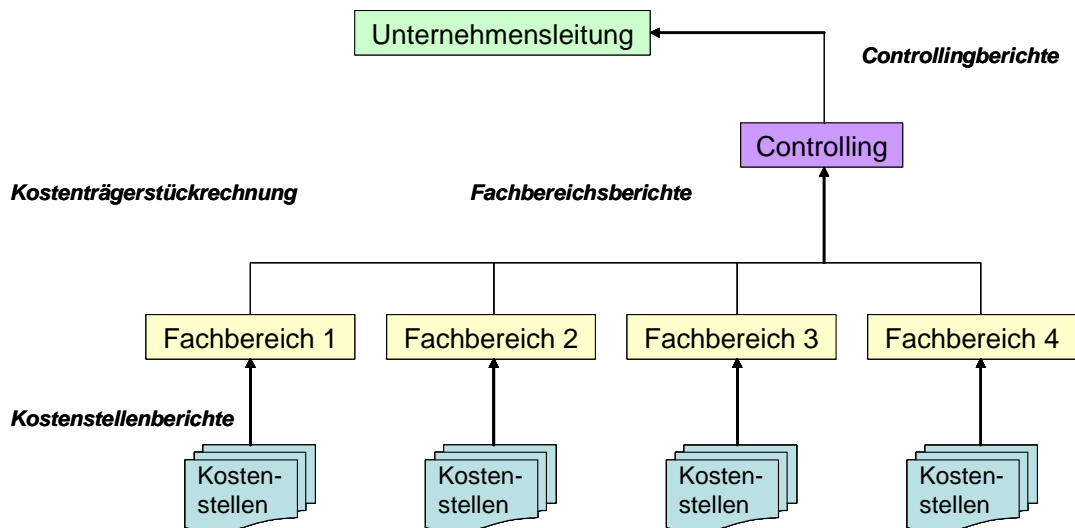 Unternehmensleitung
Controllingberichte
Controlling
Kostenträgerstückrechnung
Fachbereichsberichte
Fachbereich 1
Fachbereich 2
Fachbereich 3
Fachbereich 4
Kostenstellenberichte
Kosten-
stellen
Kosten-
stellen
Kosten-
stellen
Kosten-
stellen